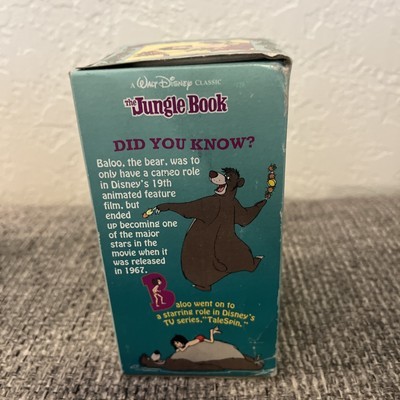 A WALT DISNEY CLASSIC
The Jungle Book
DID YOU KNOW?
Baloo, the bear, was to
only have a cameo role
in Disney's 19th
animated feature
film, but
ended
up becoming one
of the major
stars in the
movie when it
was released
in 1967.
Baloo went on to
a starring role in Disney's
TV series, "TaleSpin."